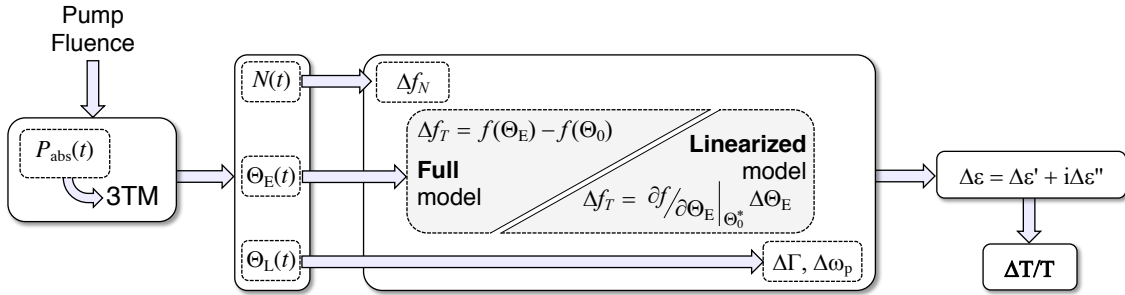 Pump
Fluence
P_abs(t)
3TM
N(t)
Θ_E(t)
Θ_L(t)
Δf_N
Δf_T = f(Θ_E) – f(Θ_0)
Full
model
Linearized
model
Δf_T = ∂f/∂Θ_E|_Θ_0^* ΔΘ_E
ΔΓ, Δω_p
Δε = Δε' + iΔε"
ΔT/T